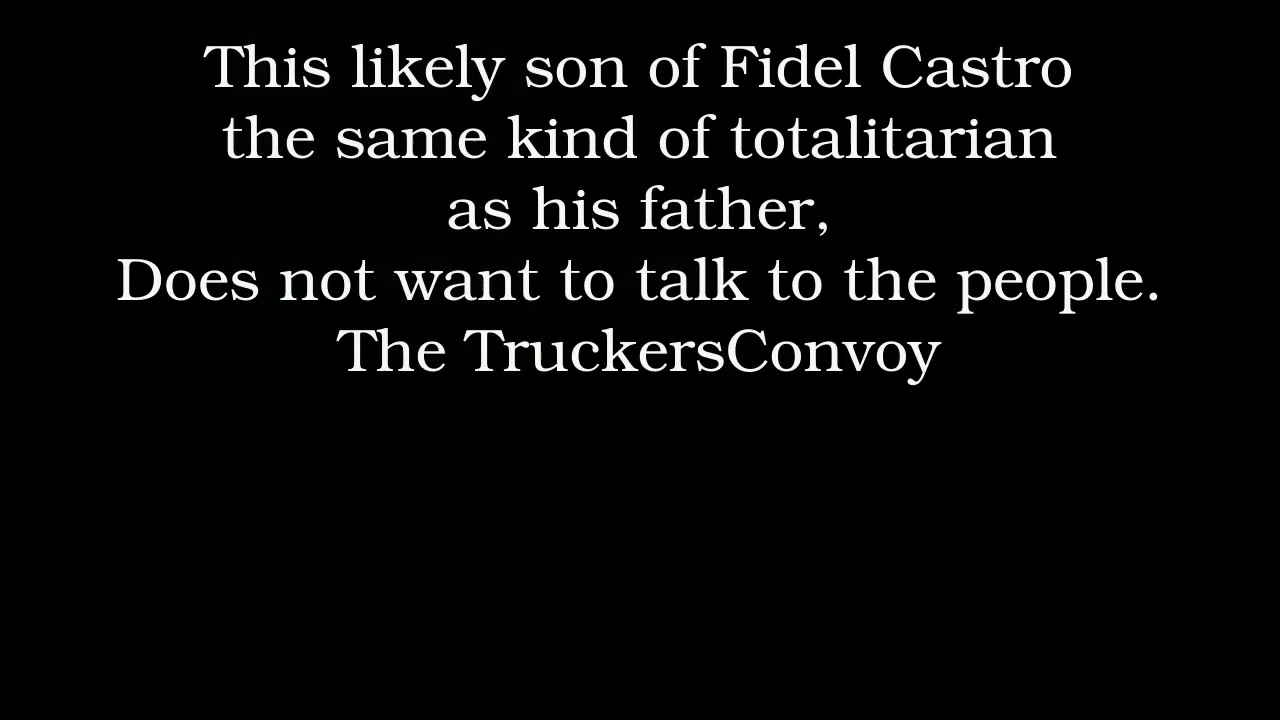 This likely son of Fidel Castro
the same kind of totalitarian
as his father,
Does not want to talk to the people.
The TruckersConvoy